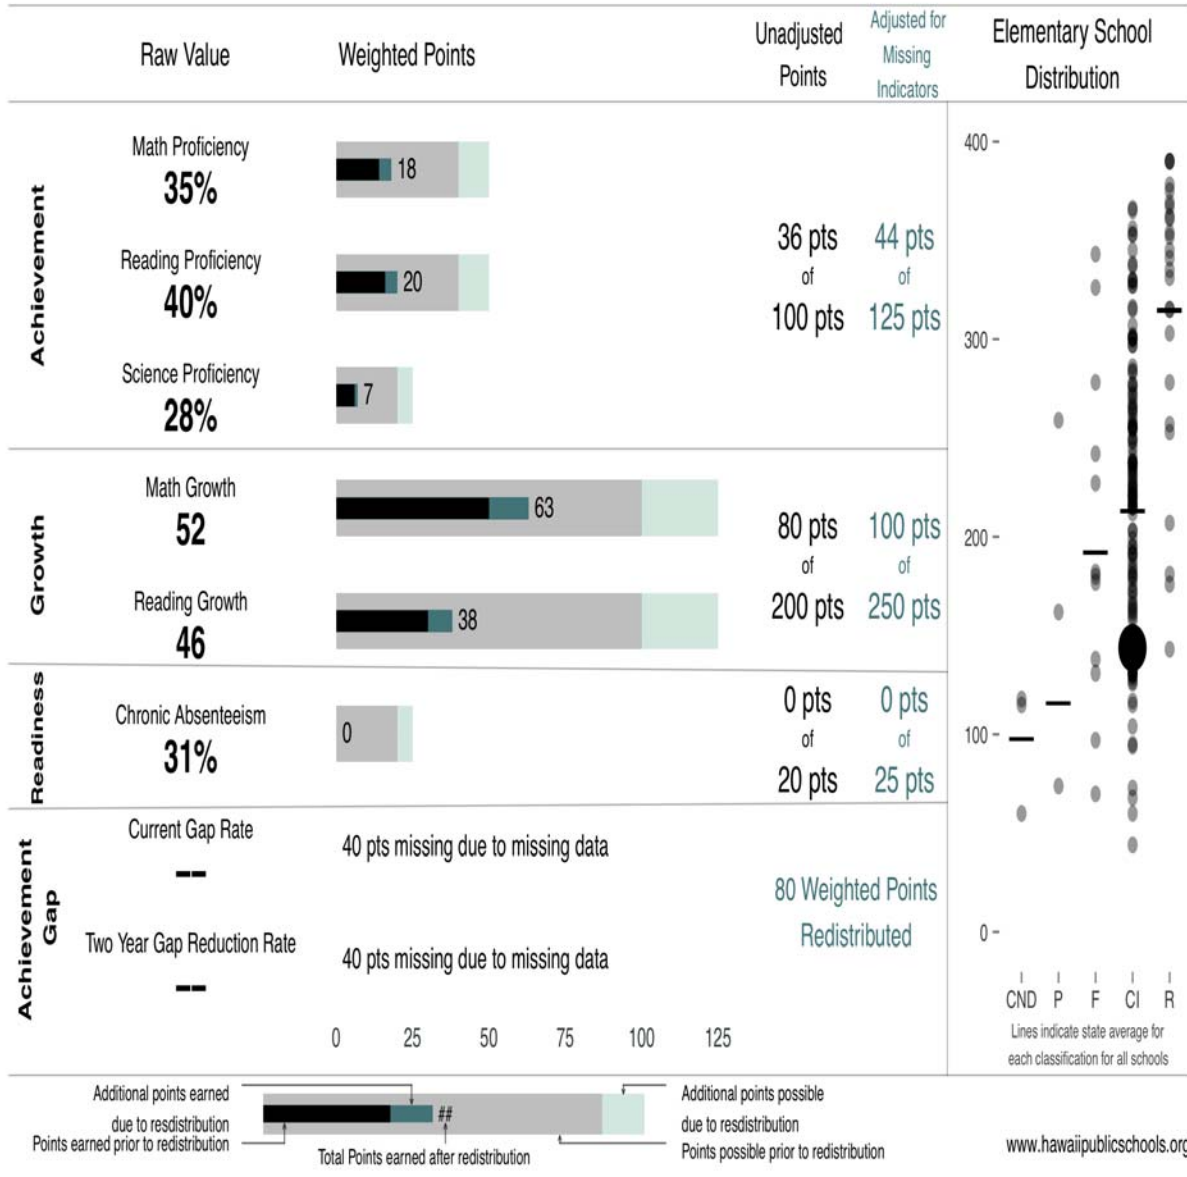 Raw Value
Weighted Points
Unadjusted
Points
Adjusted for
Missing
Indicators
Elementary School
Distribution
Achievement
Math Proficiency
35%
18
Reading Proficiency
40%
20
Science Proficiency
28%
7
36 pts
of
100 pts
44 pts
of
125 pts
Growth
Math Growth
52
63
Reading Growth
46
38
80 pts
of
200 pts
100 pts
of
250 pts
Readiness
Chronic Absenteeism
31%
0
0 pts
of
20 pts
0 pts
of
25 pts
Achievement
Gap
Current Gap Rate
--
40 pts missing due to missing data
Two Year Gap Reduction Rate
--
40 pts missing due to missing data
80 Weighted Points
Redistributed
0 25 50 75 100 125
400
300
200
100
0
CND P F CI R
Lines indicate state average for
each classification for all schools
Additional points earned
due to resdistribution
Points earned prior to redistribution
##
Total Points earned after redistribution
Additional points possible
due to resdistribution
Points possible prior to redistribution
www.hawaiipublicschools.org